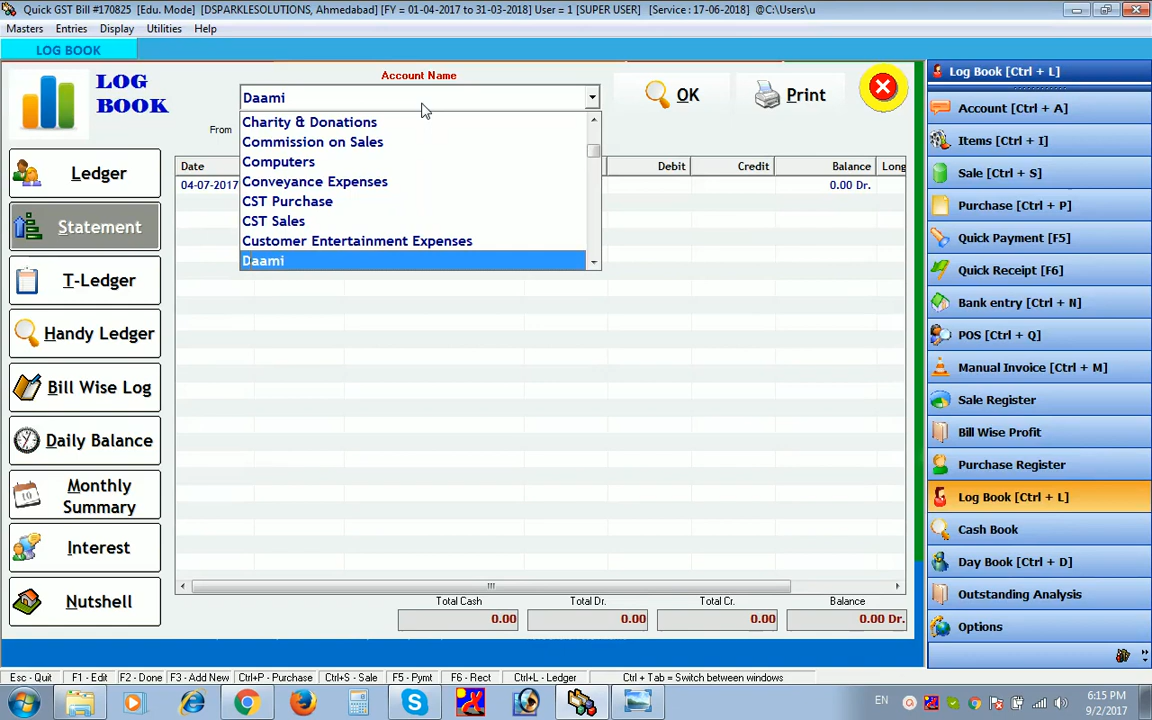 Quick GST Bill #170825 [Edu. Mode] [DSPARKLESOLUTIONS, Ahmedabad] [FY = 01-04-2017 to 31-03-2018] User = 1 [SUPER USER] [Service : 17-06-2018] @C:\Users\u
Masters Entries Display Utilities Help
LOG BOOK
LOG
BOOK
Account Name
Daami
OK
Print
From
Charity & Donations
Commission on Sales
Computers
Conveyance Expenses
CST Purchase
CST Sales
Customer Entertainment Expenses
Daami
Date Debit Credit Balance Long
04-07-2017 0.00 Dr.
Ledger
Statement
T-Ledger
Handy Ledger
Bill Wise Log
Daily Balance
Monthly
Summary
Interest
Nutshell
Total Cash Total Dr. Total Cr. Balance
0.00 0.00 0.00 0.00 Dr.
Log Book [Ctrl + L]
Account [Ctrl + A]
Items [Ctrl + I]
Sale [Ctrl + S]
Purchase [Ctrl + P]
Quick Payment [F5]
Quick Receipt [F6]
Bank entry [Ctrl + N]
POS [Ctrl + Q]
Manual Invoice [Ctrl + M]
Sale Register
Bill Wise Profit
Purchase Register
Log Book [Ctrl + L]
Cash Book
Day Book [Ctrl + D]
Outstanding Analysis
Options
Esc - Quit F1 - Edit F2 - Done F3 - Add New Ctrl+P - Purchase Ctrl+S - Sale F5 - Pymt F6 - Rect Ctrl+L - Ledger Ctrl + Tab = Switch between windows
EN
6:15 PM
9/2/2017